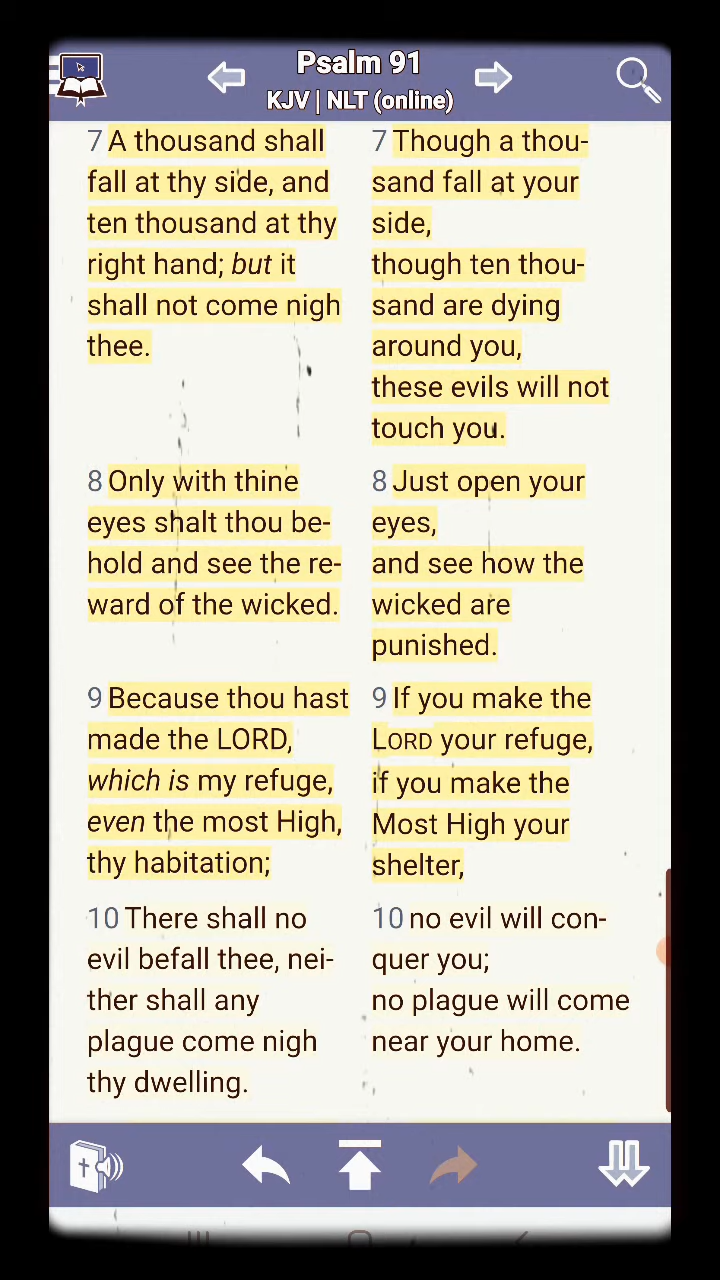 Psalm 91
KJV | NLT (online)
7 A thousand shall
fall at thy side, and
ten thousand at thy
right hand; but it
shall not come nigh
thee.
7 Though a thou-
sand fall at your
side,
though ten thou-
sand are dying
around you,
these evils will not
touch you.
8 Only with thine
eyes shalt thou be-
hold and see the re-
ward of the wicked.
8 Just open your
eyes,
and see how the
wicked are
punished.
9 Because thou hast
made the LORD,
which is my refuge,
even the most High,
thy habitation;
9 If you make the
LORD your refuge,
if you make the
Most High your
shelter,
10 There shall no
evil befall thee, nei-
ther shall any
plague come nigh
thy dwelling.
10 no evil will con-
quer you;
no plague will come
near your home.